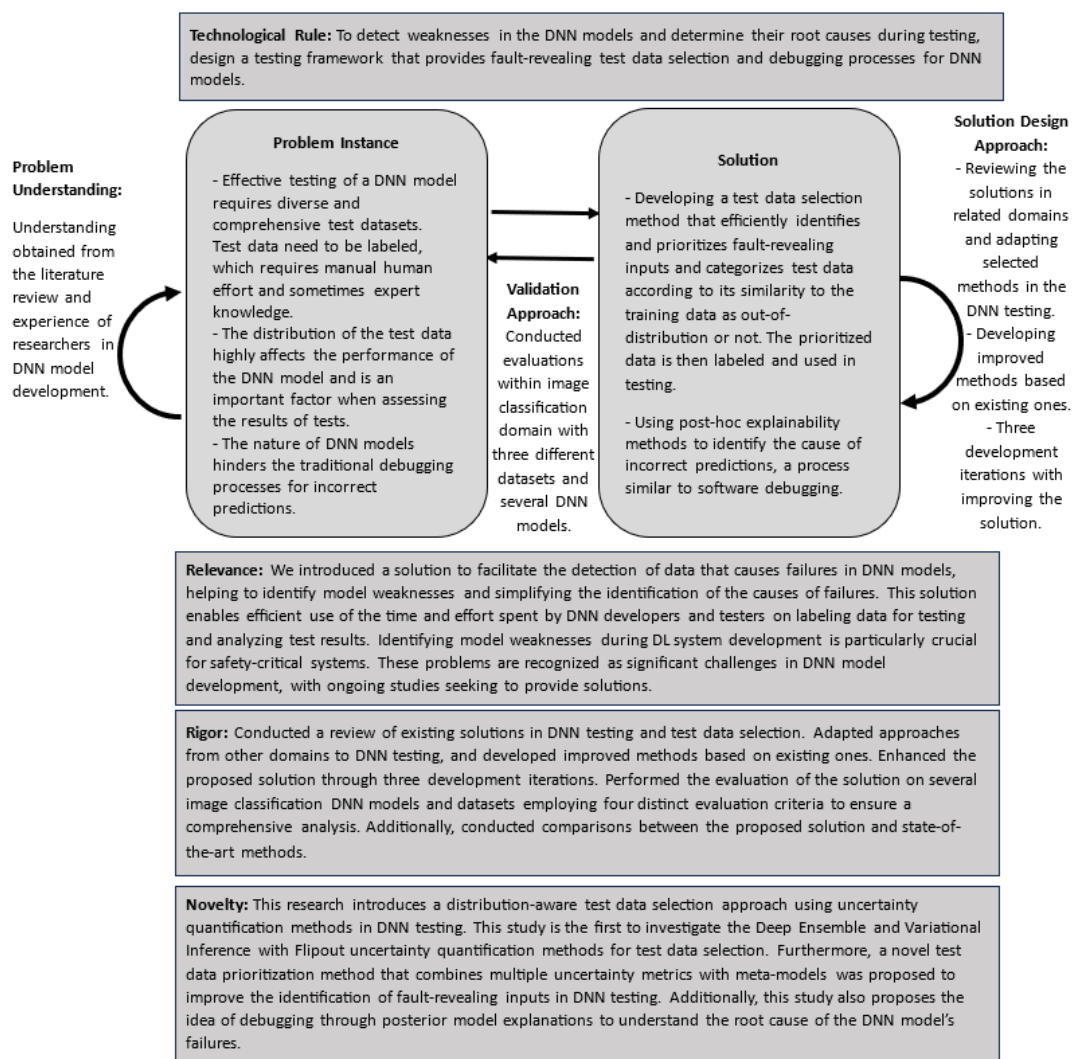 Technological Rule: To detect weaknesses in the DNN models and determine their root causes during testing,
design a testing framework that provides fault-revealing test data selection and debugging processes for DNN
models.
Problem
Understanding:
Understanding
obtained from
the literature
review and
experience of
researchers in
DNN model
development.
Problem Instance
- Effective testing of a DNN model
requires diverse and
comprehensive test datasets.
Test data need to be labeled,
which requires manual human
effort and sometimes expert
knowledge.
- The distribution of the test data
highly affects the performance of
the DNN model and is an
important factor when assessing
the results of tests.
- The nature of DNN models
hinders the traditional debugging
processes for incorrect
predictions.
Validation
Approach:
Conducted
evaluations
within image
classification
domain with
three different
datasets and
several DNN
models.
Solution
- Developing a test data selection
method that efficiently identifies
and prioritizes fault-revealing
inputs and categorizes test data
according to its similarity to the
training data as out-of-
distribution or not. The prioritized
data is then labeled and used in
testing.
- Using post-hoc explainability
methods to identify the cause of
incorrect predictions, a process
similar to software debugging.
Solution Design
Approach:
- Reviewing the
solutions in
related domains
and adapting
selected
methods in the
DNN testing.
- Developing
improved
methods based
on existing ones.
- Three
development
iterations with
improving the
solution.
Relevance: We introduced a solution to facilitate the detection of data that causes failures in DNN models,
helping to identify model weaknesses and simplifying the identification of the causes of failures. This solution
enables efficient use of the time and effort spent by DNN developers and testers on labeling data for testing
and analyzing test results. Identifying model weaknesses during DL system development is particularly crucial
for safety-critical systems. These problems are recognized as significant challenges in DNN model
development, with ongoing studies seeking to provide solutions.
Rigor: Conducted a review of existing solutions in DNN testing and test data selection. Adapted approaches
from other domains to DNN testing, and developed improved methods based on existing ones. Enhanced the
proposed solution through three development iterations. Performed the evaluation of the solution on several
image classification DNN models and datasets employing four distinct evaluation criteria to ensure a
comprehensive analysis. Additionally, conducted comparisons between the proposed solution and state-of-
the-art methods.
Novelty: This research introduces a distribution-aware test data selection approach using uncertainty
quantification methods in DNN testing. This study is the first to investigate the Deep Ensemble and Variational
Inference with Flipout uncertainty quantification methods for test data selection. Furthermore, a novel test
data prioritization method that combines multiple uncertainty metrics with meta-models was proposed to
improve the identification of fault-revealing inputs in DNN testing. Additionally, this study also proposes the
idea of debugging through posterior model explanations to understand the root cause of the DNN model's
failures.